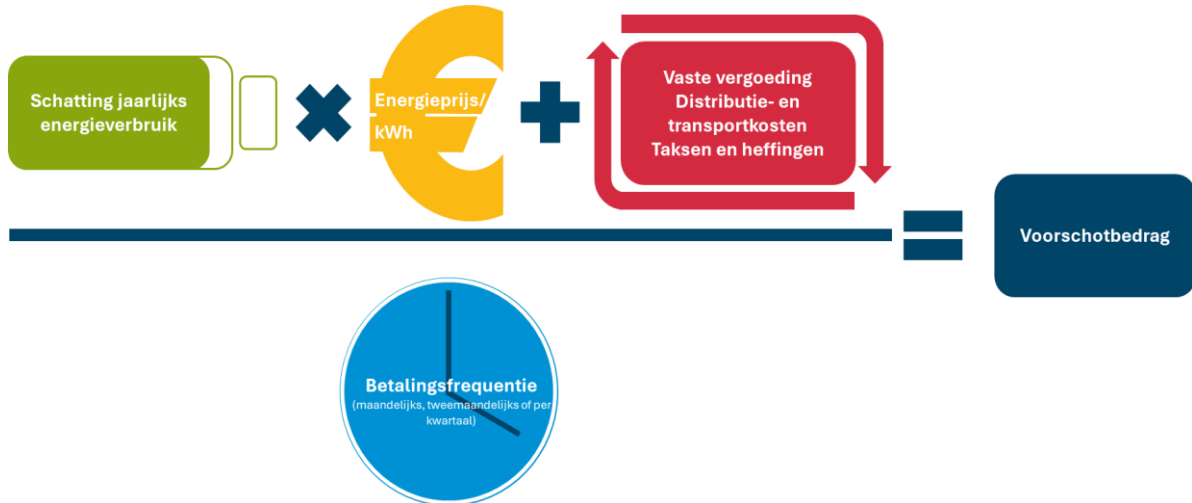 Schatting jaarlijks
energieverbruik
Energieprijs/
kWh
Vaste vergoeding
Distributie- en
transportkosten
Taksen en heffingen
Voorschotbedrag
Betalingsfrequentie
(maandelijks, tweemaandelijks of per
kwartaal)